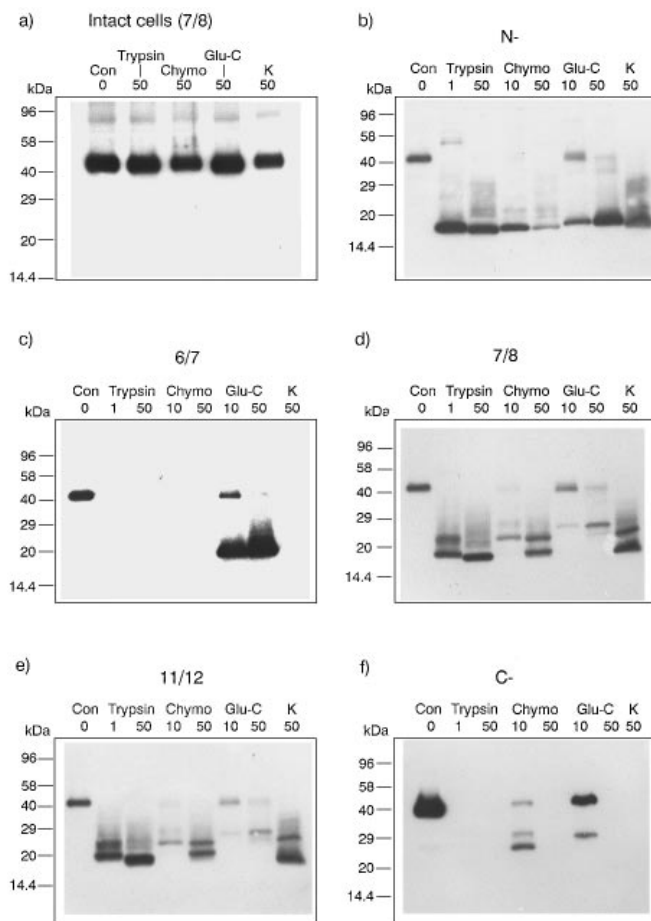 a) Intact cells (7/8)
Trypsin Glu-C
Con Chymo K
kDa 0 50 50 50 50
96
58
40
29
20
14.4
b) N-
Con Trypsin Chymo Glu-C K
kDa 0 1 50 10 50 10 50 50
96
58
40
29
20
14.4
c) 6/7
Con Trypsin Chymo Glu-C K
kDa 0 1 50 10 50 10 50 50
96
58
40
29
20
14.4
d) 7/8
Con Trypsin Chymo Glu-C K
kDa 0 1 50 10 50 10 50 50
96
58
40
29
20
14.4
e) 11/12
Con Trypsin Chymo Glu-C K
kDa 0 1 50 10 50 10 50 50
96
58
40
29
20
14.4
f) C-
Con Trypsin Chymo Glu-C K
kDa 0 1 50 10 50 10 50 50
96
58
40
29
20
14.4